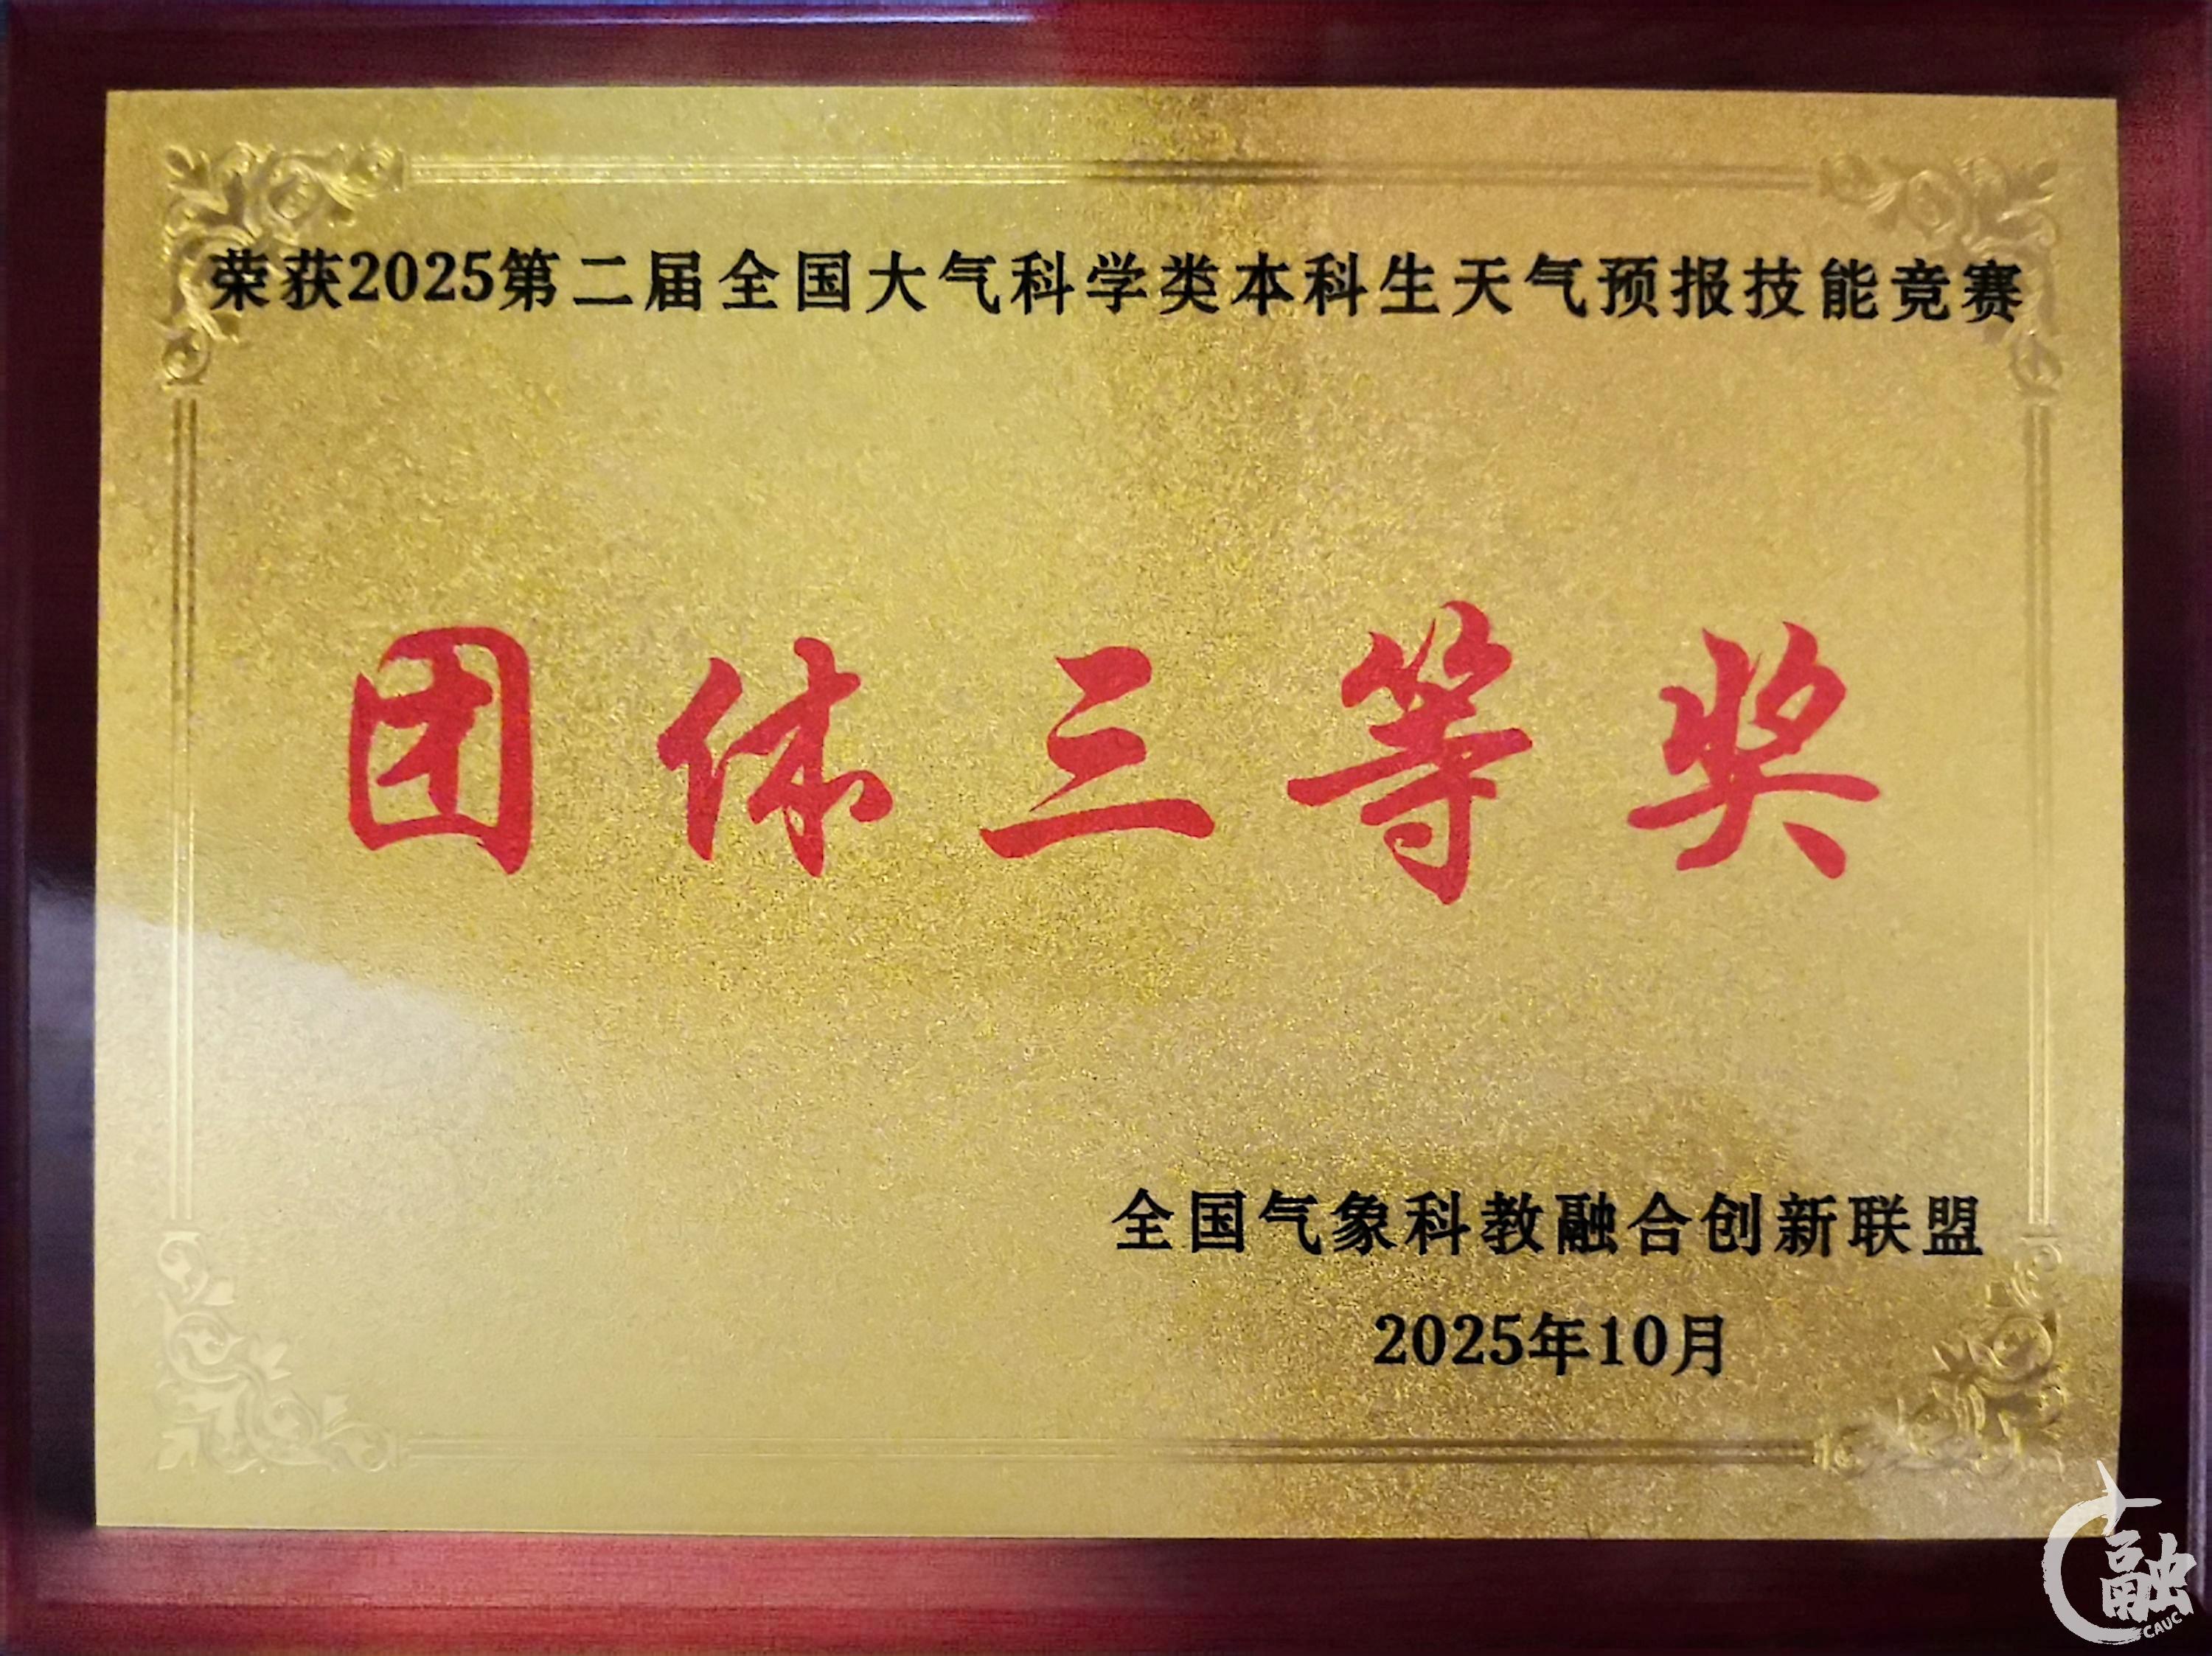 荣获2025第二届全国大气科学类本科生天气预报技能竞赛
团体三等奖
全国气象科教融合创新联盟
2025年10月
融
CAUC